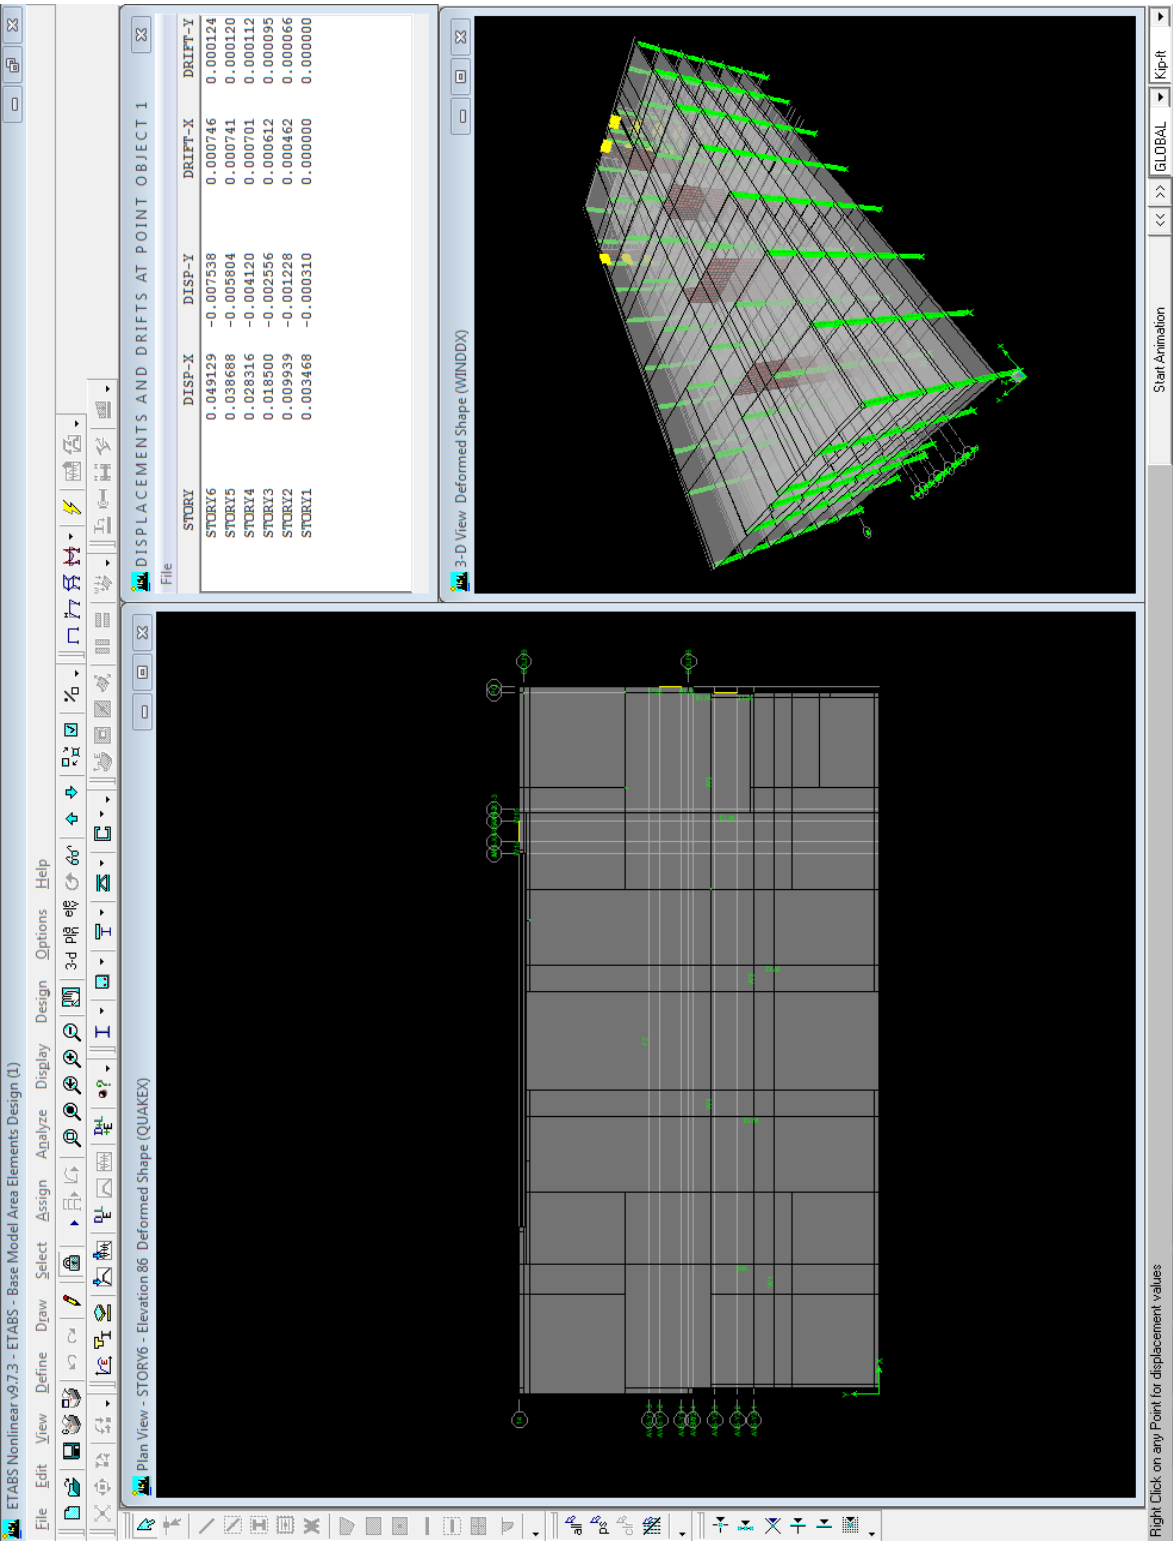 ETABS Nonlinear v9.7.3 - ETABS - Base Model Area Elements Design (1)
File Edit View Define Draw Select Assign Analyze Display Design Options Help
3-d
all
ps
clr
Plan View - STORY6 - Elevation 86 Deformed Shape (QUAKEX)
X
Y
DISPLACEMENTS AND DRIFTS AT POINT OBJECT 1
File
STORY DISP-X DISP-Y DRIFT-X DRIFT-Y
STORY6 0.049129 -0.007538 0.000746 0.000124
STORY5 0.038688 -0.005804 0.000741 0.000120
STORY4 0.028316 -0.004120 0.000701 0.000112
STORY3 0.018500 -0.002556 0.000612 0.000095
STORY2 0.009939 -0.001228 0.000462 0.000066
STORY1 0.003468 -0.000310 0.000000 0.000000
3-D View Deformed Shape (WINDDX)
Right Click on any Point for displacement values
Start Animation
<< >> GLOBAL Kip-ft